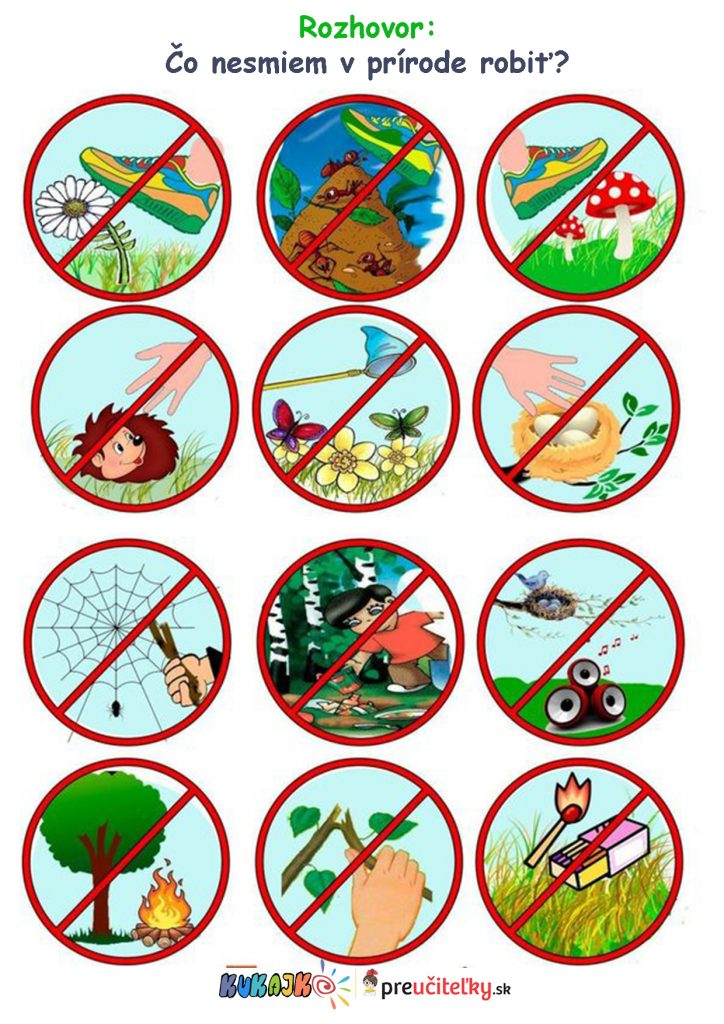 Rozhovor:
Čo nesmiem v prírode robiť?
KUKAJKO preučiteľky.sk